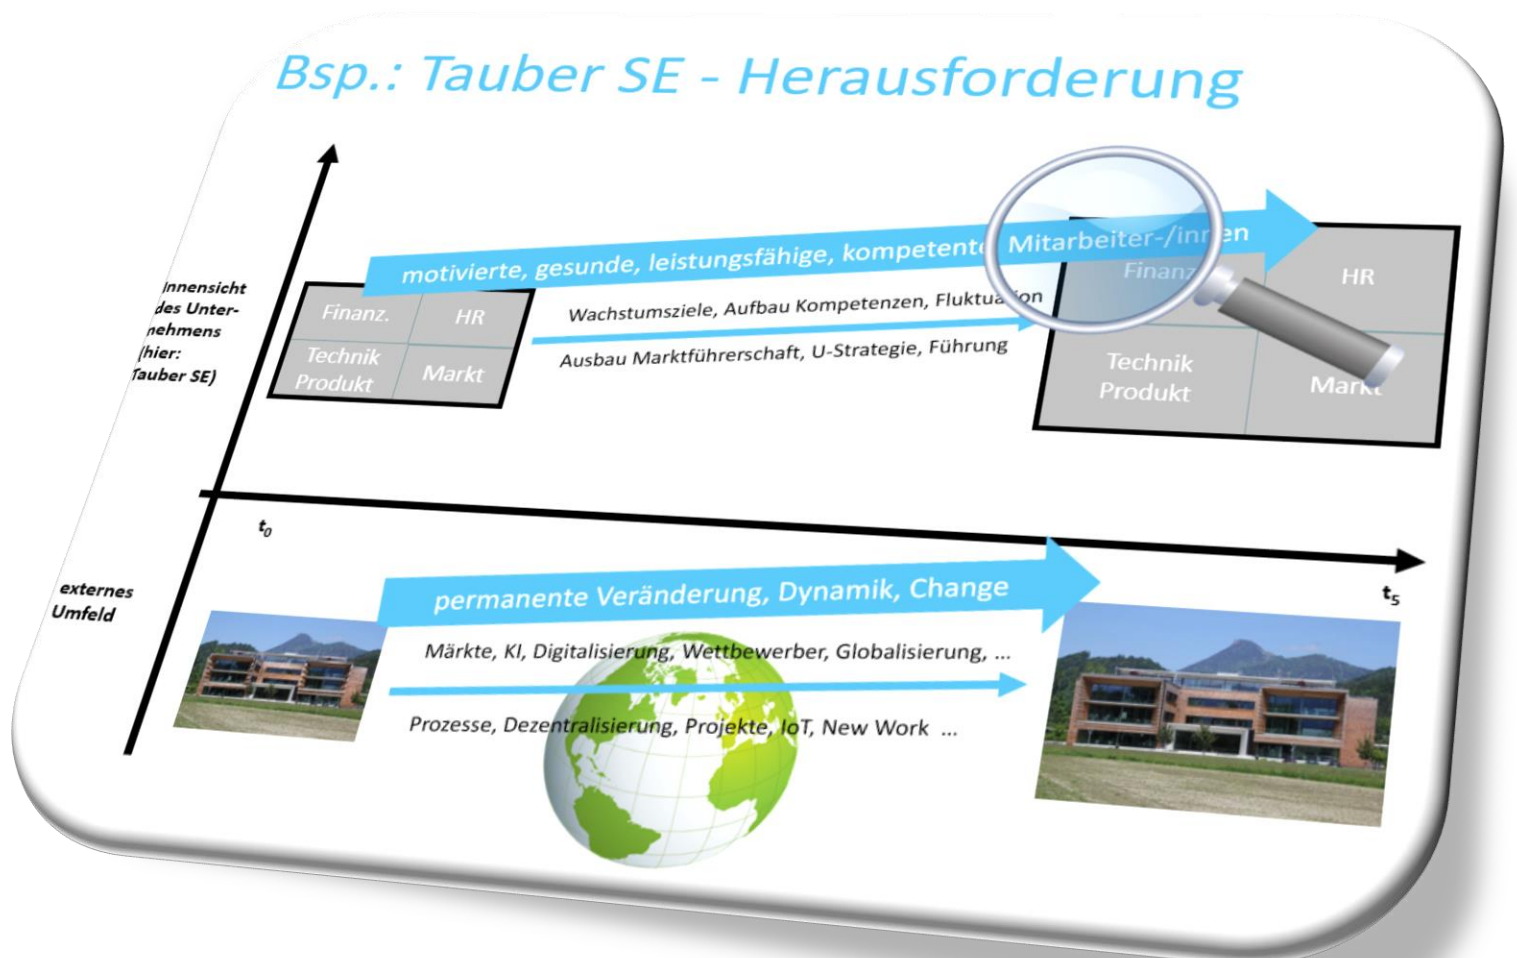 Bsp.: Tauber SE - Herausforderung
motivierte, gesunde, leistungsfähige, kompetente Mitarbeiter-/innen
Innensicht
des Unter-
nehmens
(hier:
Tauber SE)
Finanz.
HR
Technik
Produkt
Markt
Wachstumsziele, Aufbau Kompetenzen, Fluktuation
Ausbau Marktführerschaft, U-Strategie, Führung
Finanz.
HR
Technik
Produkt
Markt
t0
t5
externes
Umfeld
permanente Veränderung, Dynamik, Change
Märkte, KI, Digitalisierung, Wettbewerber, Globalisierung, ...
Prozesse, Dezentralisierung, Projekte, IoT, New Work ...